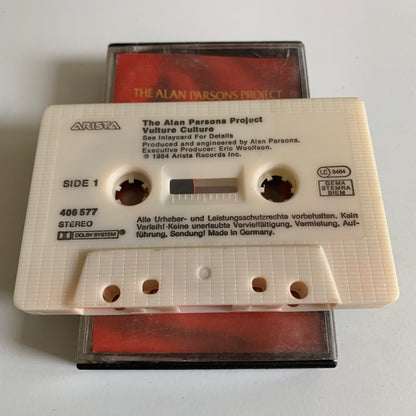 THE ALAN PARSONS PROJECT
ARISTA
The Alan Parsons Project
Vulture Culture
See Inlaycard For Details
Produced and engineered by Alan Parsons.
Executive Producer: Eric Woolfson.
℗ 1984 Arista Records Inc.
SIDE 1
LC 3484
GEMA
STEMRA
BIEM
406 577
STEREO
DOLBY SYSTEM
Alle Urheber- und Leistungsschutzrechte vorbehalten. Kein
Verleih! Keine unerlaubte Vervielfältigung, Vermietung, Auf-
führung, Sendung! Made in Germany.